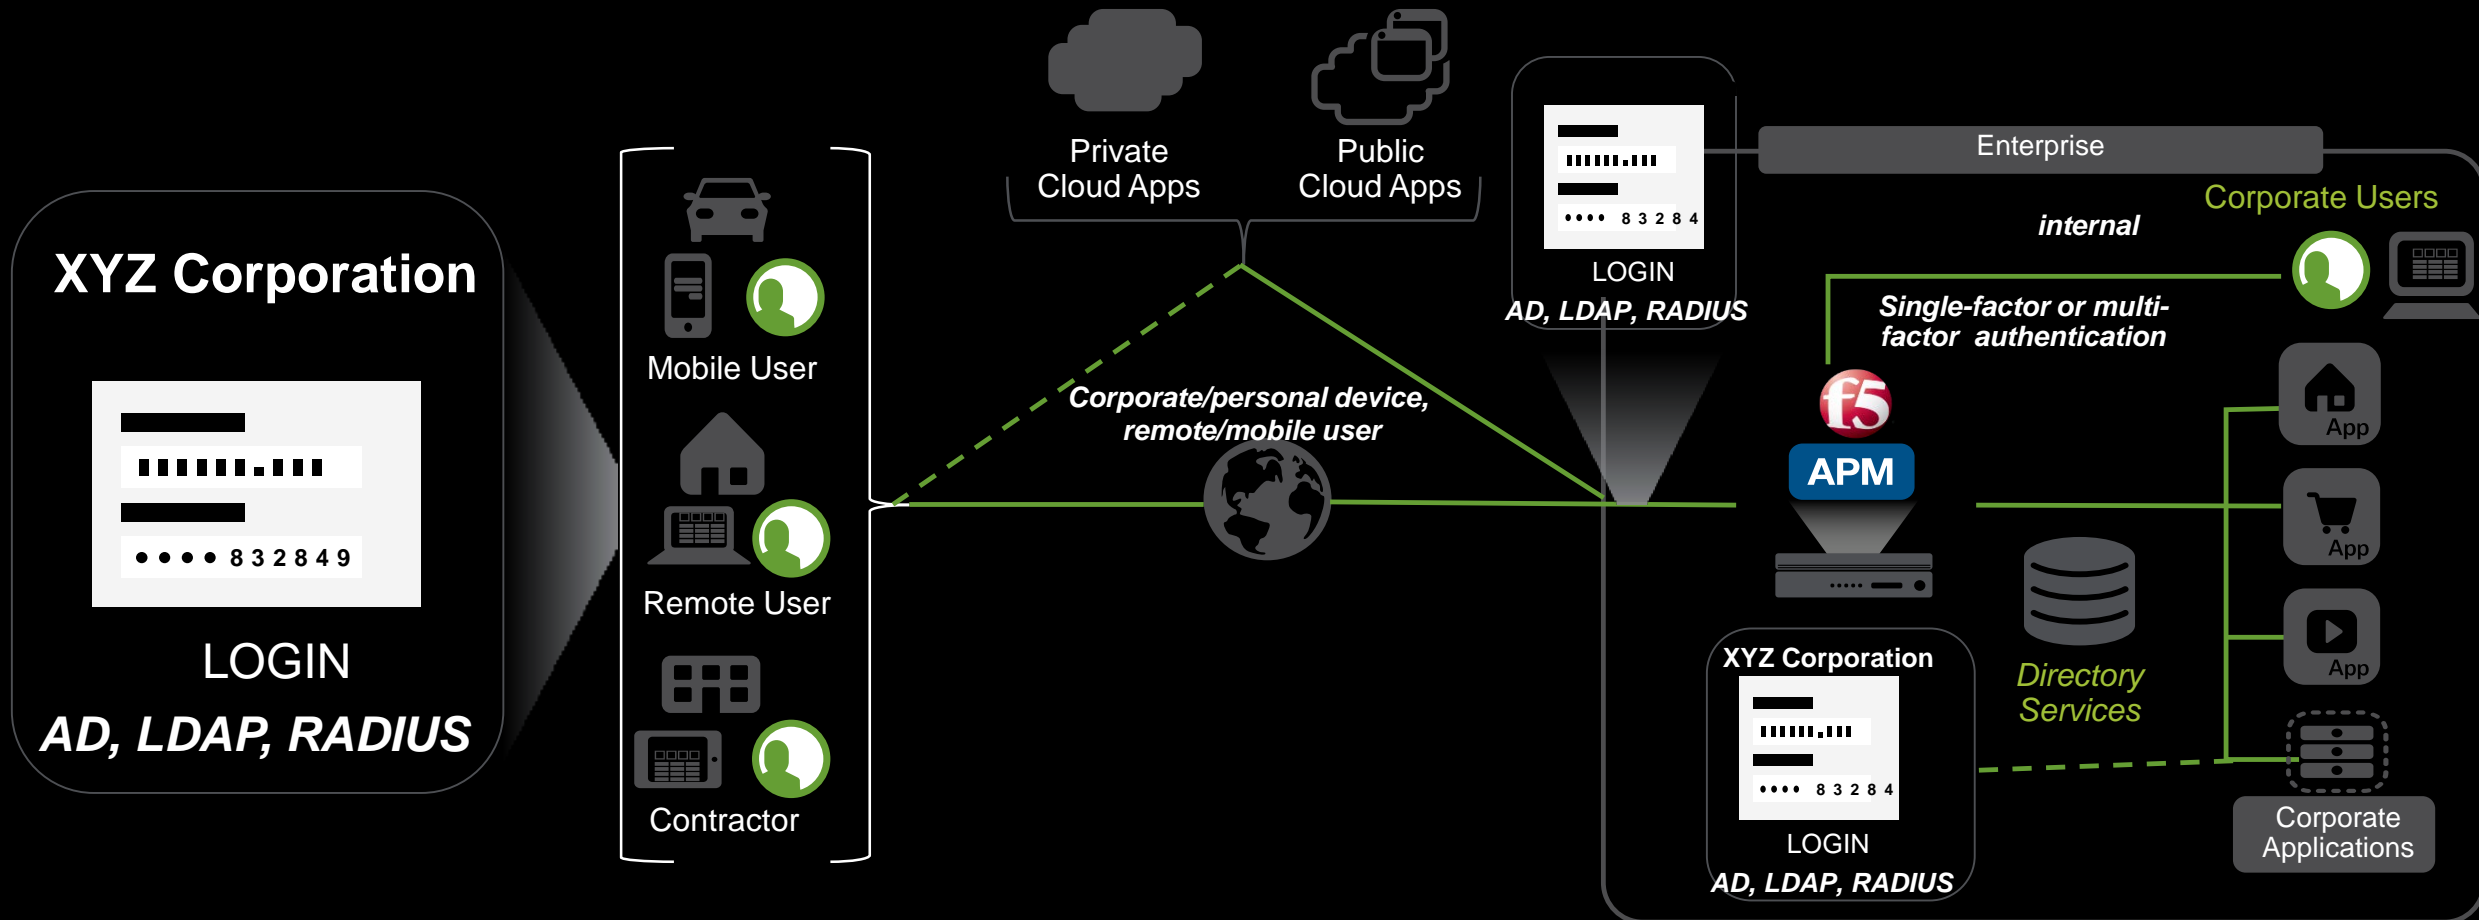 XYZ Corporation
•••• 832849
LOGIN
AD, LDAP, RADIUS
Mobile User
Remote User
Contractor
Private
Cloud Apps
Public
Cloud Apps
Corporate/personal device,
remote/mobile user
•••• 83284
LOGIN
AD, LDAP, RADIUS
Enterprise
Corporate Users
internal
Single-factor or multi-
factor authentication
f5
APM
XYZ Corporation
•••• 83284
LOGIN
AD, LDAP, RADIUS
Directory
Services
App
App
App
Corporate
Applications